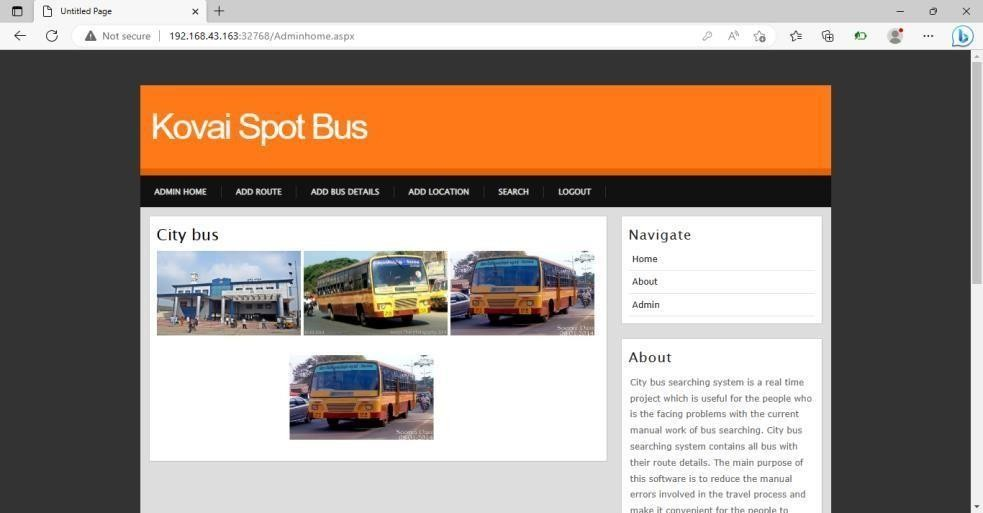 Untitled Page
Not secure
192.168.43.163:32768/Adminhome.aspx
Kovai Spot Bus
ADMIN HOME
ADD ROUTE
ADD BUS DETAILS
ADD LOCATION
SEARCH
LOGOUT
City bus
Navigate
Home
About
Admin
About
City bus searching system is a real time
project which is useful for the people who
is the facing problems with the current
manual work of bus searching. City bus
searching system contains all bus with
their route details. The main purpose of
this software is to reduce the manual
errors involved in the travel process and
make it convenient for the people to